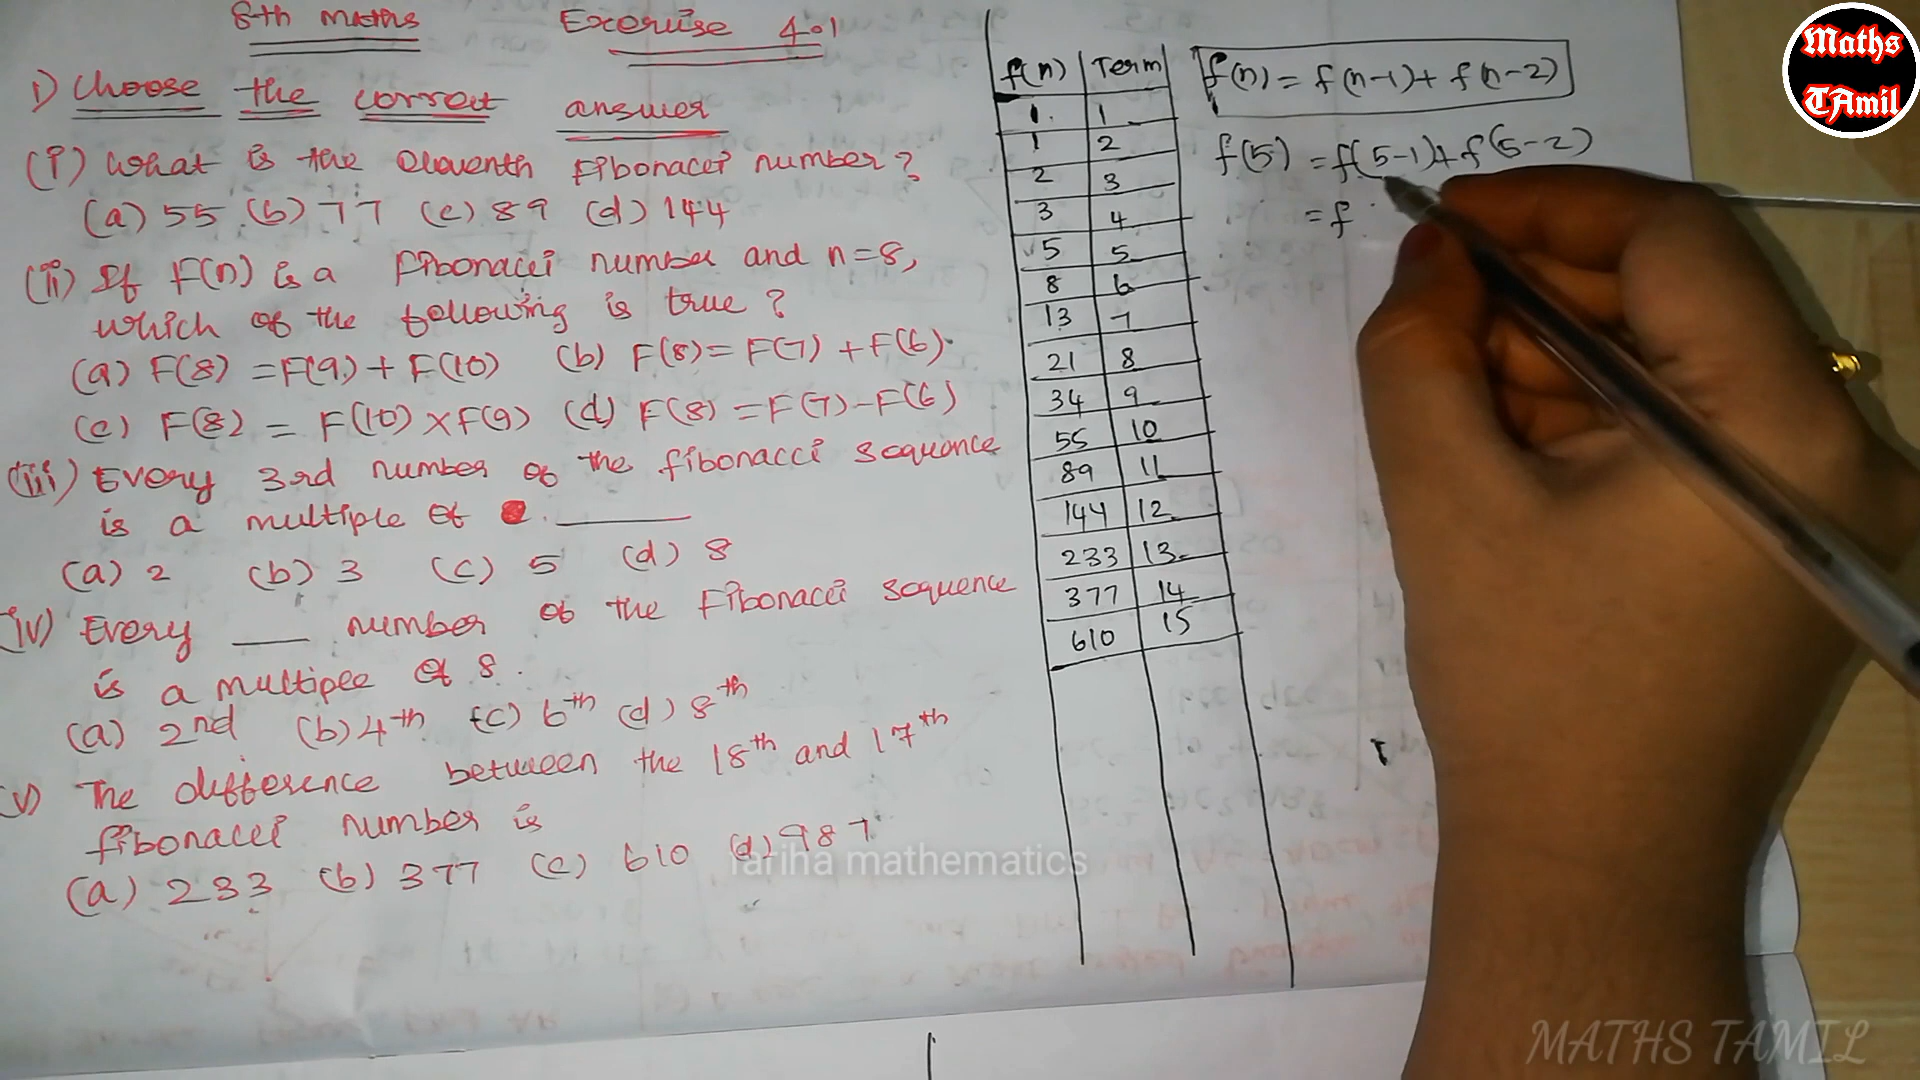 8th maths Exercise 4.1
1) Choose the correct answer
(i) What is the eleventh Fibonacci number?
(a) 55 (b) 77 (c) 89 (d) 144
(ii) If F(n) is a Fibonacci number and n=8,
which of the following is true?
(a) F(8) = F(9) + F(10) (b) F(8) = F(7) + F(6)
(c) F(8) = F(10) × F(9) (d) F(8) = F(7) - F(6)
(iii) Every 3rd number of the fibonacci sequence
is a multiple of ______
(a) 2 (b) 3 (c) 5 (d) 8
iv) Every ____ number of the Fibonacci sequence
is a multiple of 8.
(a) 2nd (b) 4th (c) 6th (d) 8th
v) The difference between the 18th and 17th
fibonacci number is
(a) 233 (b) 377 (c) 610 (d) 987
f(n) Term
1 1
1 2
2 3
3 4
5 5
8 6
13 7
21 8
34 9
55 10
89 11
144 12
233 13
377 14
610 15
f(n) = f(n-1) + f(n-2)
f(5) = f(5-1) + f(5-2)
= f
Maths
TAmil
fariha mathematics
MATHS TAMIL